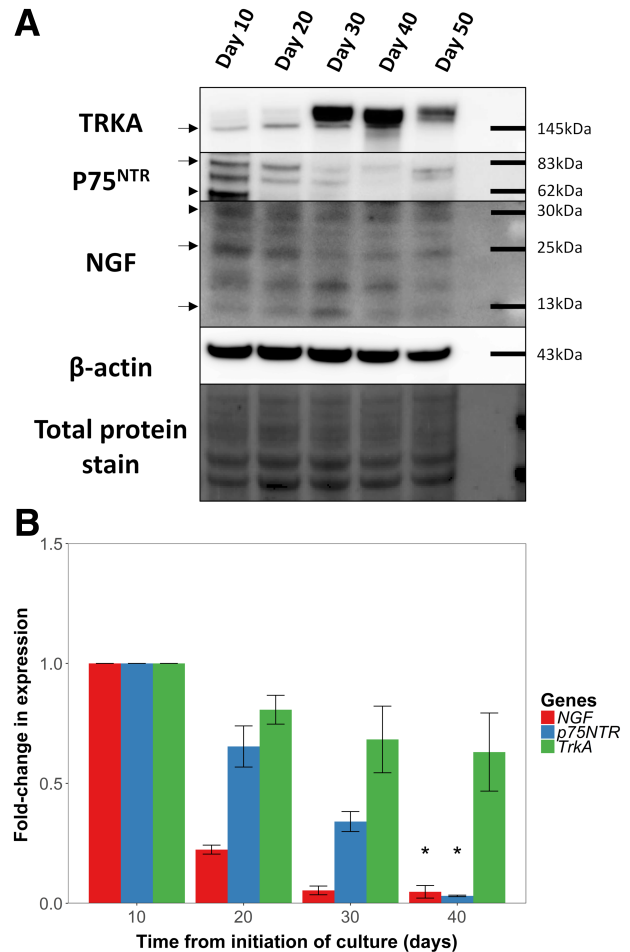 A
Day 10
Day 20
Day 30
Day 40
Day 50
TRKA
145kDa
P75NTR
83kDa
62kDa
30kDa
NGF
25kDa
13kDa
β-actin
43kDa
Total protein
stain
B
Fold-change in expression
1.5
1.0
0.5
0.0
* *
10 20 30 40
Time from initiation of culture (days)
Genes
NGF
p75NTR
TrkA